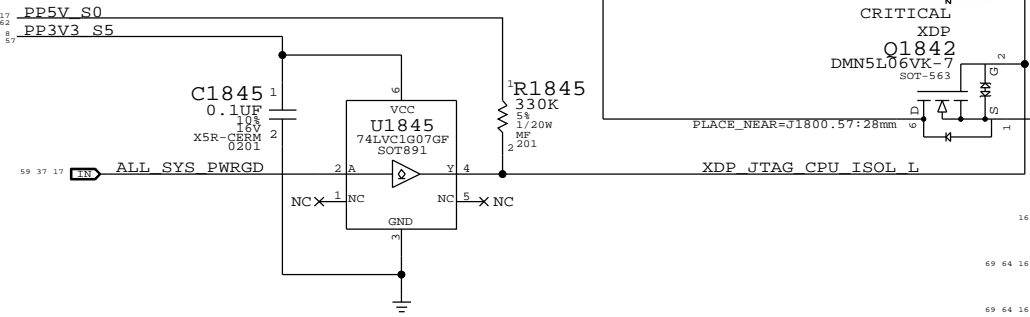 17
62
PP5V_S0
8
57
PP3V3_S5
CRITICAL
XDP
Q1842
DMN5L06VK-7
SOT-563
2
G
D
S
6
1
PLACE_NEAR=J1800.57:28mm
C1845
1
0.1UF
10%
16V
X5R-CERM
0201
2
6
VCC
U1845
74LVC1G07GF
SOT891
1
R1845
330K
5%
1/20W
MF
201
2
59 37 17
IN
ALL_SYS_PWRGD
2
A
Y
4
XDP_JTAG_CPU_ISOL_L
NC
1
NC
NC
5
NC
GND
3
16
69 64 16
69 64 16